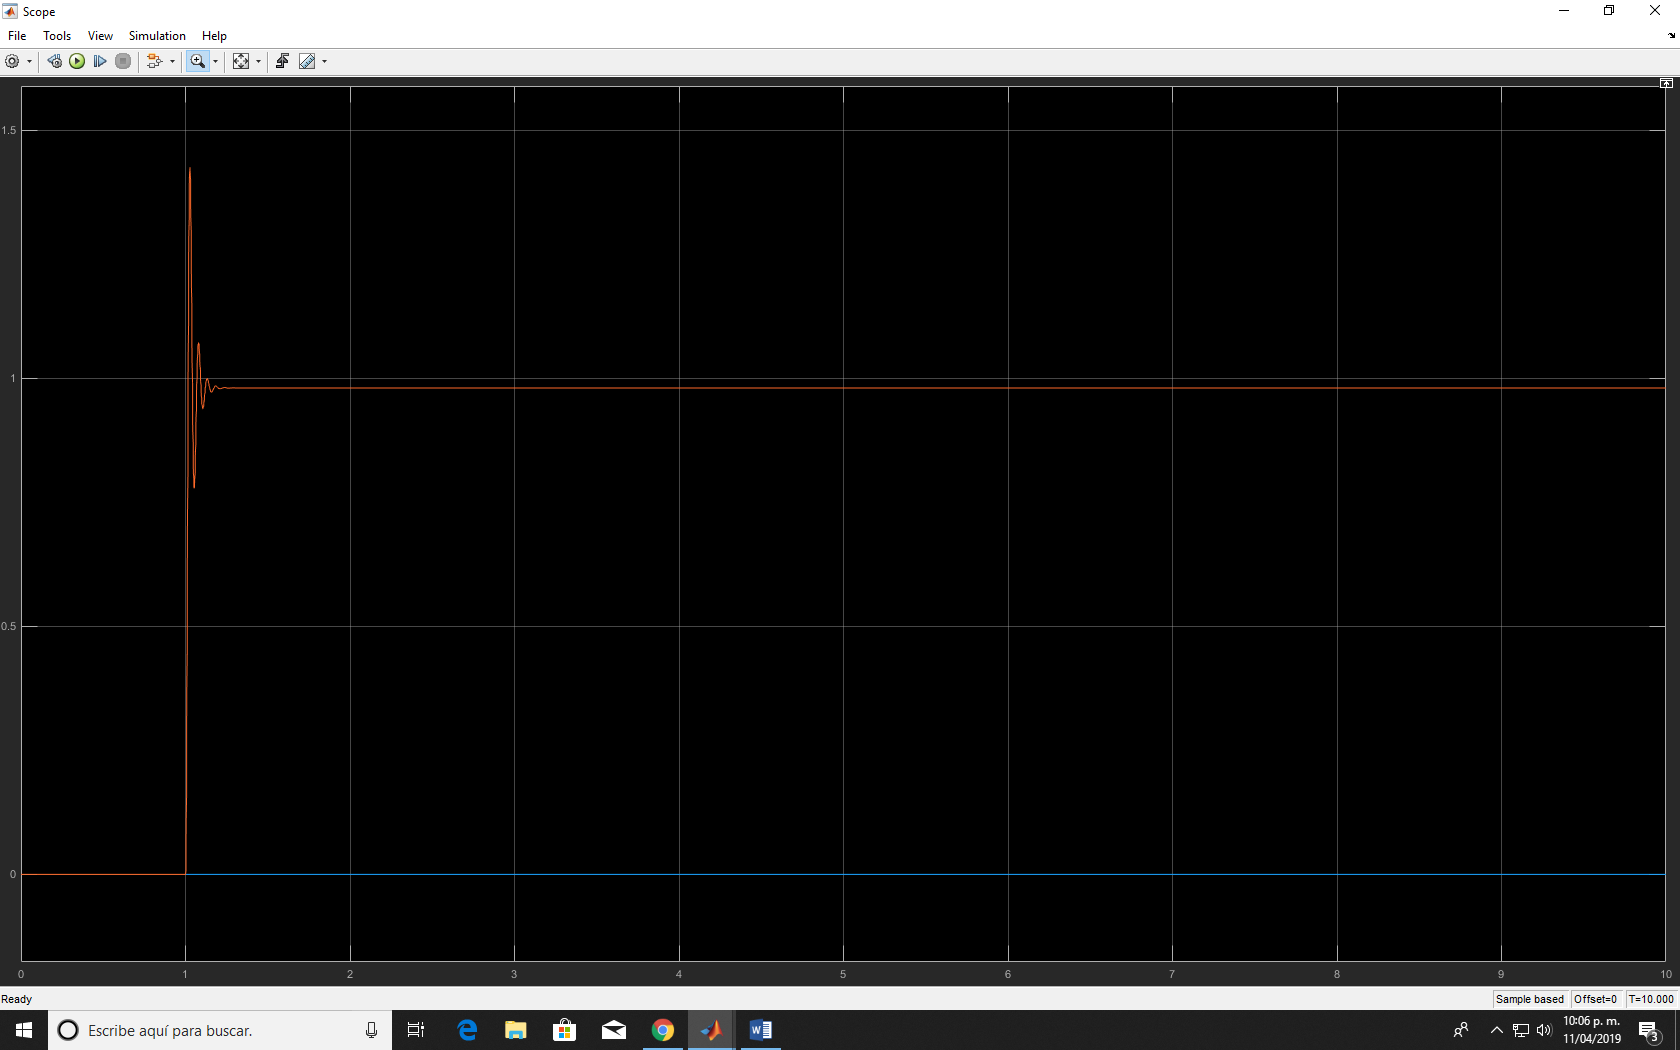 Scope
File Tools View Simulation Help
1.5
1
0.5
0
0 1 2 3 4 5 6 7 8 9 10
Ready
Sample based Offset=0 T=10.000
Escribe aquí para buscar.
10:06 p. m.
11/04/2019
3